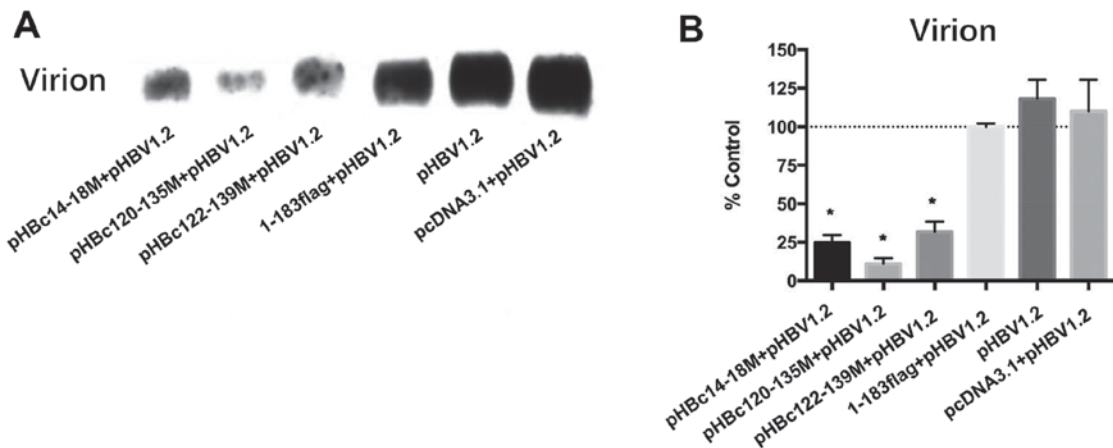 A
Virion
pHBc14-18M+pHBV1.2
pHBc120-135M+pHBV1.2
pHBc122-139M+pHBV1.2
1-183flag+pHBV1.2
pHBV1.2
pcDNA3.1+pHBV1.2
B
Virion
% Control
150
125
100
75
50
25
0
*
*
*
pHBc14-18M+pHBV1.2
pHBc120-135M+pHBV1.2
pHBc122-139M+pHBV1.2
1-183flag+pHBV1.2
pHBV1.2
pcDNA3.1+pHBV1.2